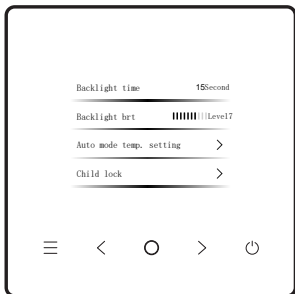 Backlight time 15Second
Backlight brt Level7
Auto mode temp. setting
Child lock